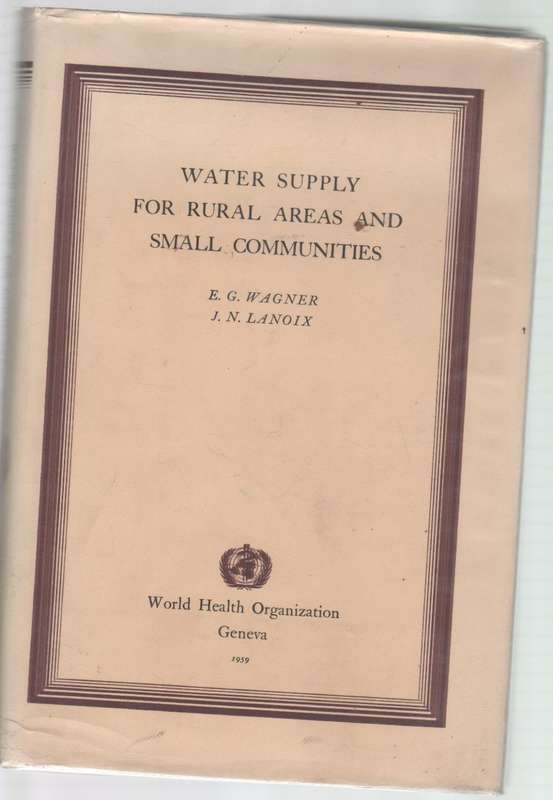 WATER SUPPLY
FOR RURAL AREAS AND
SMALL COMMUNITIES
E. G. WAGNER
J. N. LANOIX
World Health Organization
Geneva
1959